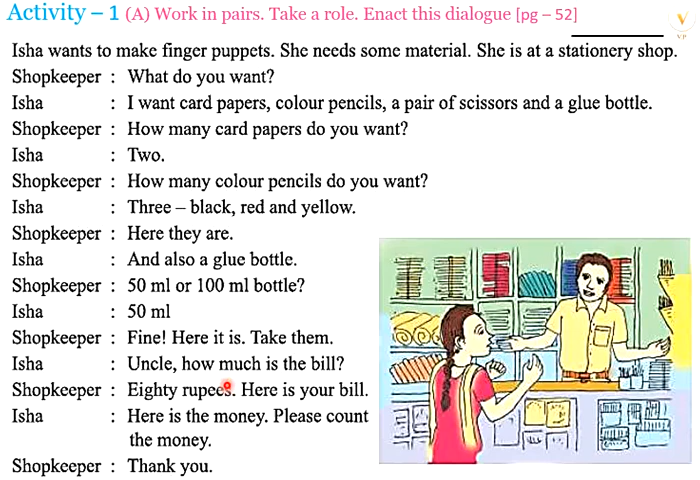 Activity – 1 (A) Work in pairs. Take a role. Enact this dialogue [pg – 52]
V
VP
Isha wants to make finger puppets. She needs some material. She is at a stationery shop.
Shopkeeper : What do you want?
Isha : I want card papers, colour pencils, a pair of scissors and a glue bottle.
Shopkeeper : How many card papers do you want?
Isha : Two.
Shopkeeper : How many colour pencils do you want?
Isha : Three – black, red and yellow.
Shopkeeper : Here they are.
Isha : And also a glue bottle.
Shopkeeper : 50 ml or 100 ml bottle?
Isha : 50 ml
Shopkeeper : Fine! Here it is. Take them.
Isha : Uncle, how much is the bill?
Shopkeeper : Eighty rupees. Here is your bill.
Isha : Here is the money. Please count
the money.
Shopkeeper : Thank you.